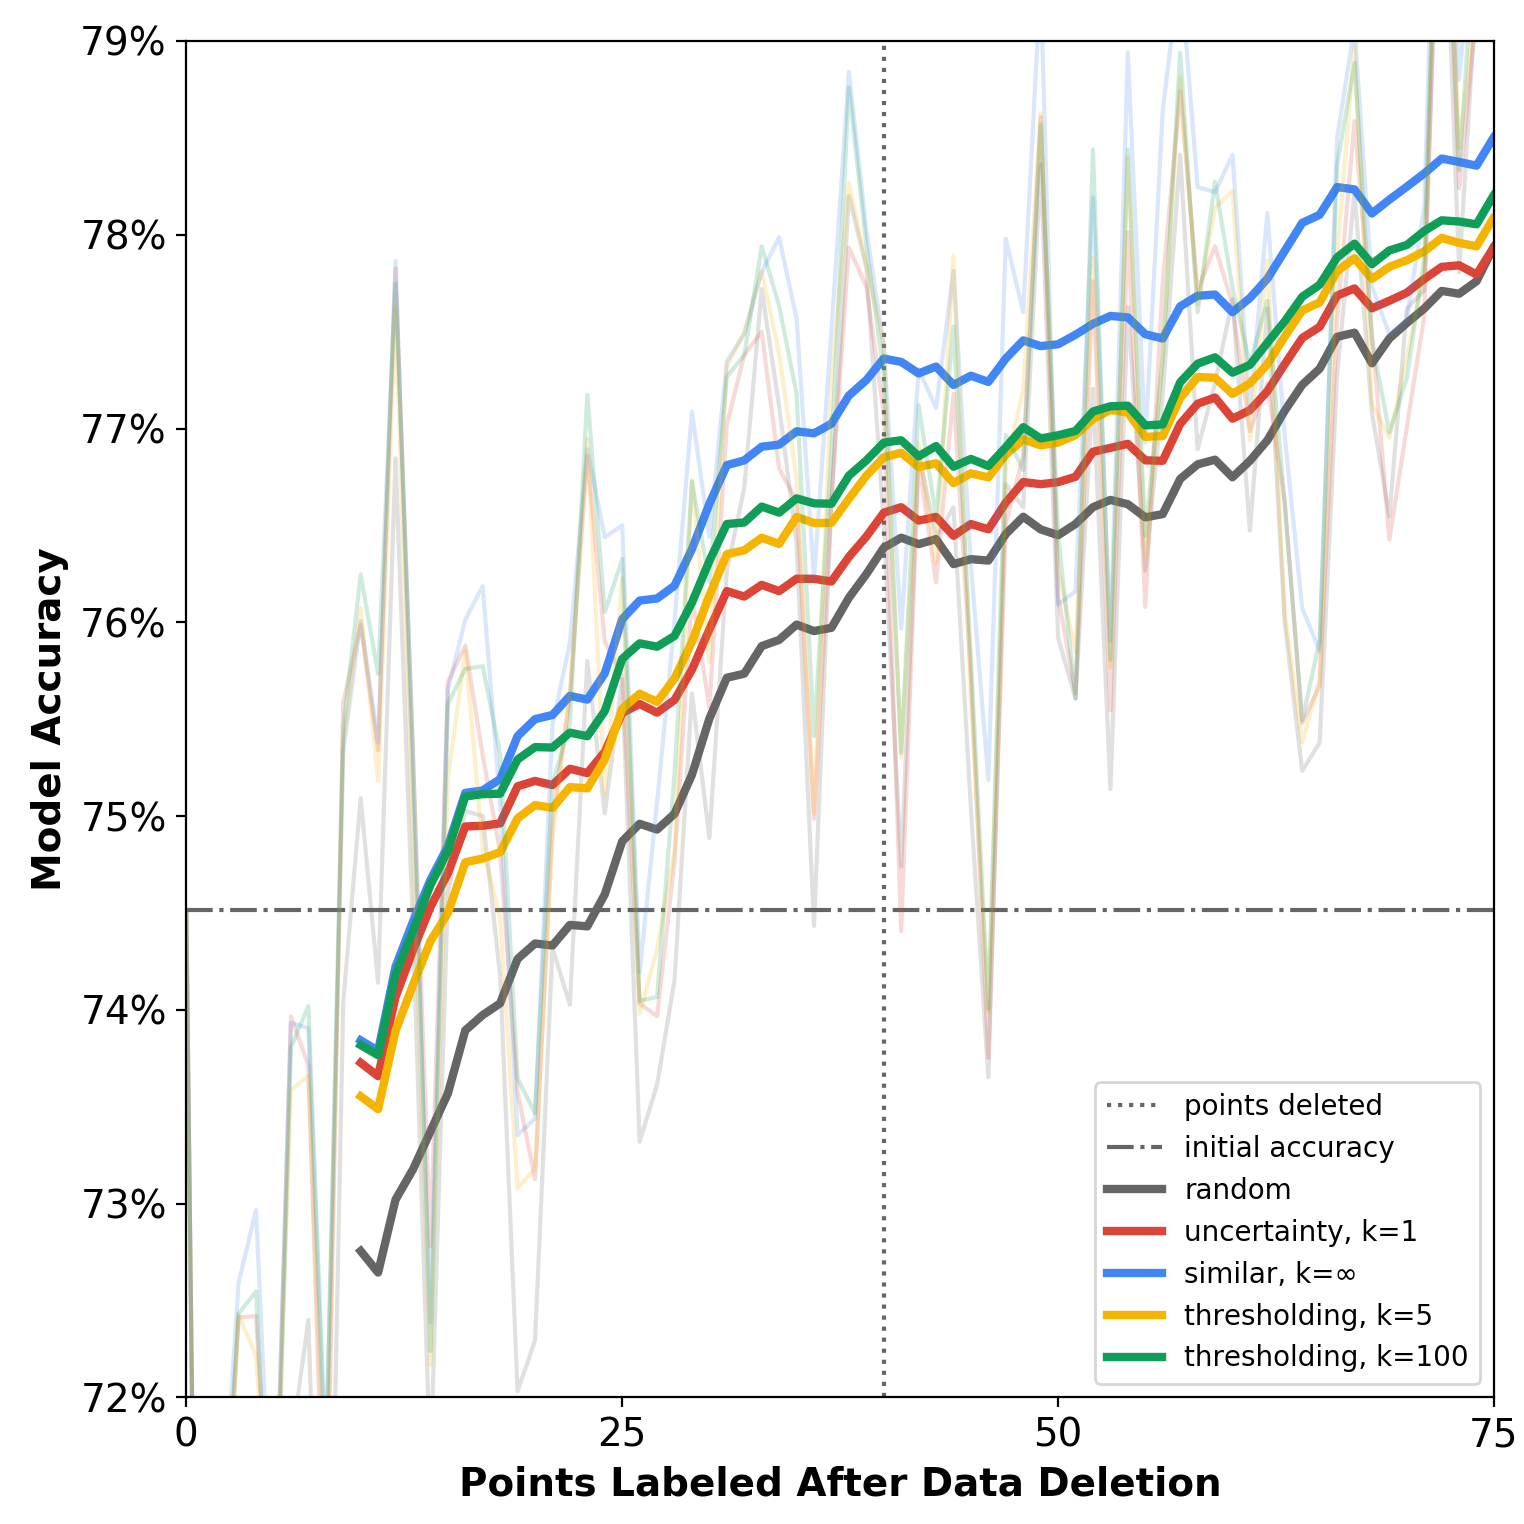 79%
78%
77%
76%
75%
74%
73%
72%
Model Accuracy
points deleted
initial accuracy
random
uncertainty, k=1
similar, k=∞
thresholding, k=5
thresholding, k=100
0 25 50 75
Points Labeled After Data Deletion